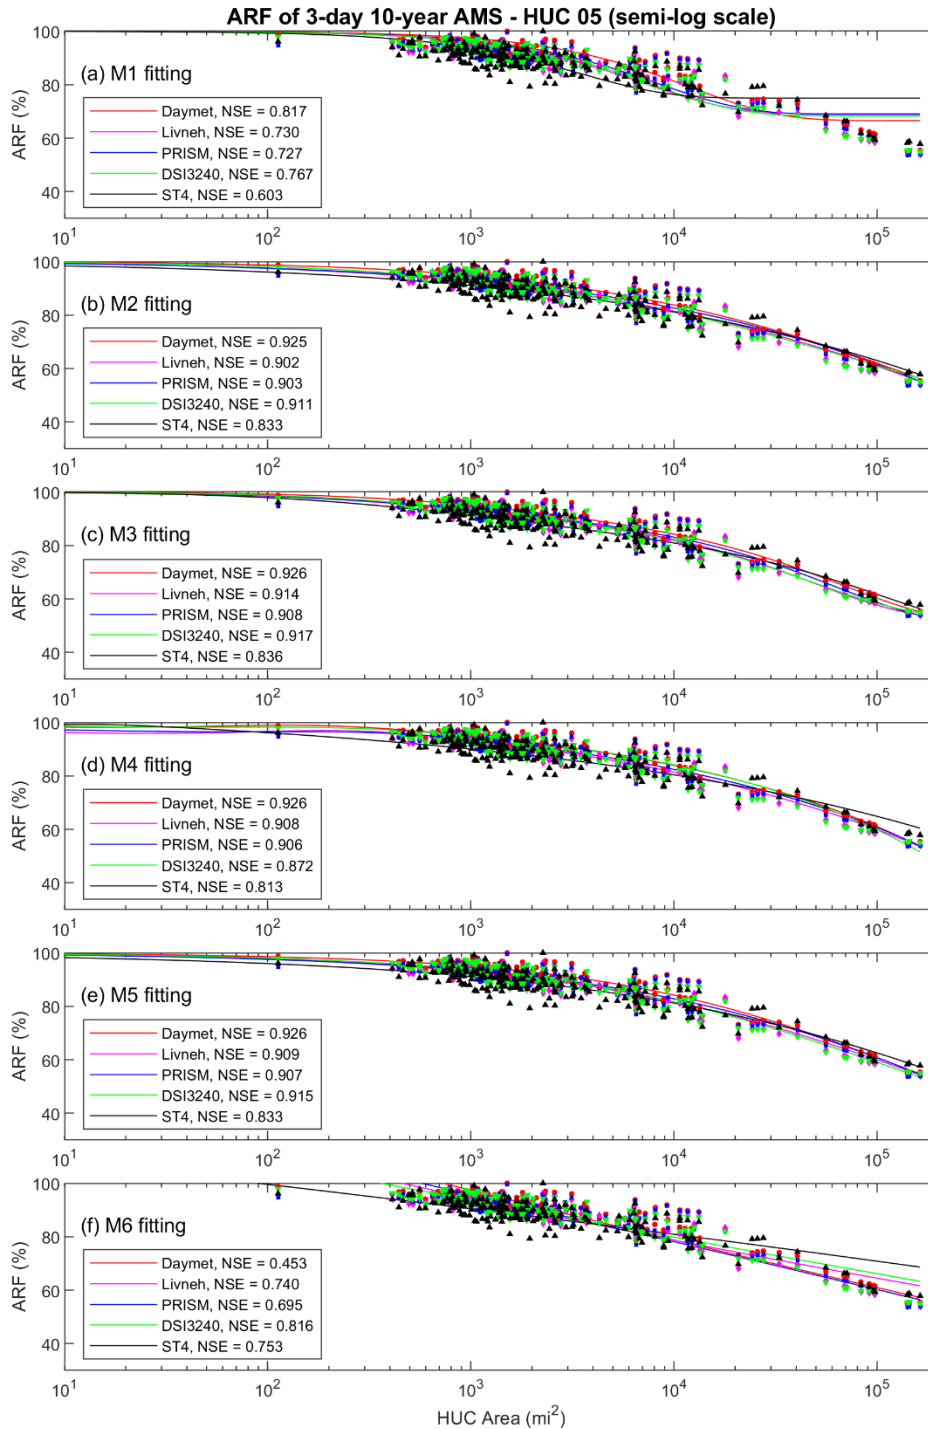 ARF of 3-day 10-year AMS - HUC 05 (semi-log scale)
100
80
60
40
ARF (%)
(a) M1 fitting
Daymet, NSE = 0.817
Livneh, NSE = 0.730
PRISM, NSE = 0.727
DSI3240, NSE = 0.767
ST4, NSE = 0.603
10^1 10^2 10^3 10^4 10^5
100
80
60
40
ARF (%)
(b) M2 fitting
Daymet, NSE = 0.925
Livneh, NSE = 0.902
PRISM, NSE = 0.903
DSI3240, NSE = 0.911
ST4, NSE = 0.833
10^1 10^2 10^3 10^4 10^5
100
80
60
40
ARF (%)
(c) M3 fitting
Daymet, NSE = 0.926
Livneh, NSE = 0.914
PRISM, NSE = 0.908
DSI3240, NSE = 0.917
ST4, NSE = 0.836
10^1 10^2 10^3 10^4 10^5
100
80
60
40
ARF (%)
(d) M4 fitting
Daymet, NSE = 0.926
Livneh, NSE = 0.908
PRISM, NSE = 0.906
DSI3240, NSE = 0.872
ST4, NSE = 0.813
10^1 10^2 10^3 10^4 10^5
100
80
60
40
ARF (%)
(e) M5 fitting
Daymet, NSE = 0.926
Livneh, NSE = 0.909
PRISM, NSE = 0.907
DSI3240, NSE = 0.915
ST4, NSE = 0.833
10^1 10^2 10^3 10^4 10^5
100
80
60
40
ARF (%)
(f) M6 fitting
Daymet, NSE = 0.453
Livneh, NSE = 0.740
PRISM, NSE = 0.695
DSI3240, NSE = 0.816
ST4, NSE = 0.753
10^1 10^2 10^3 10^4 10^5
HUC Area (mi^2)